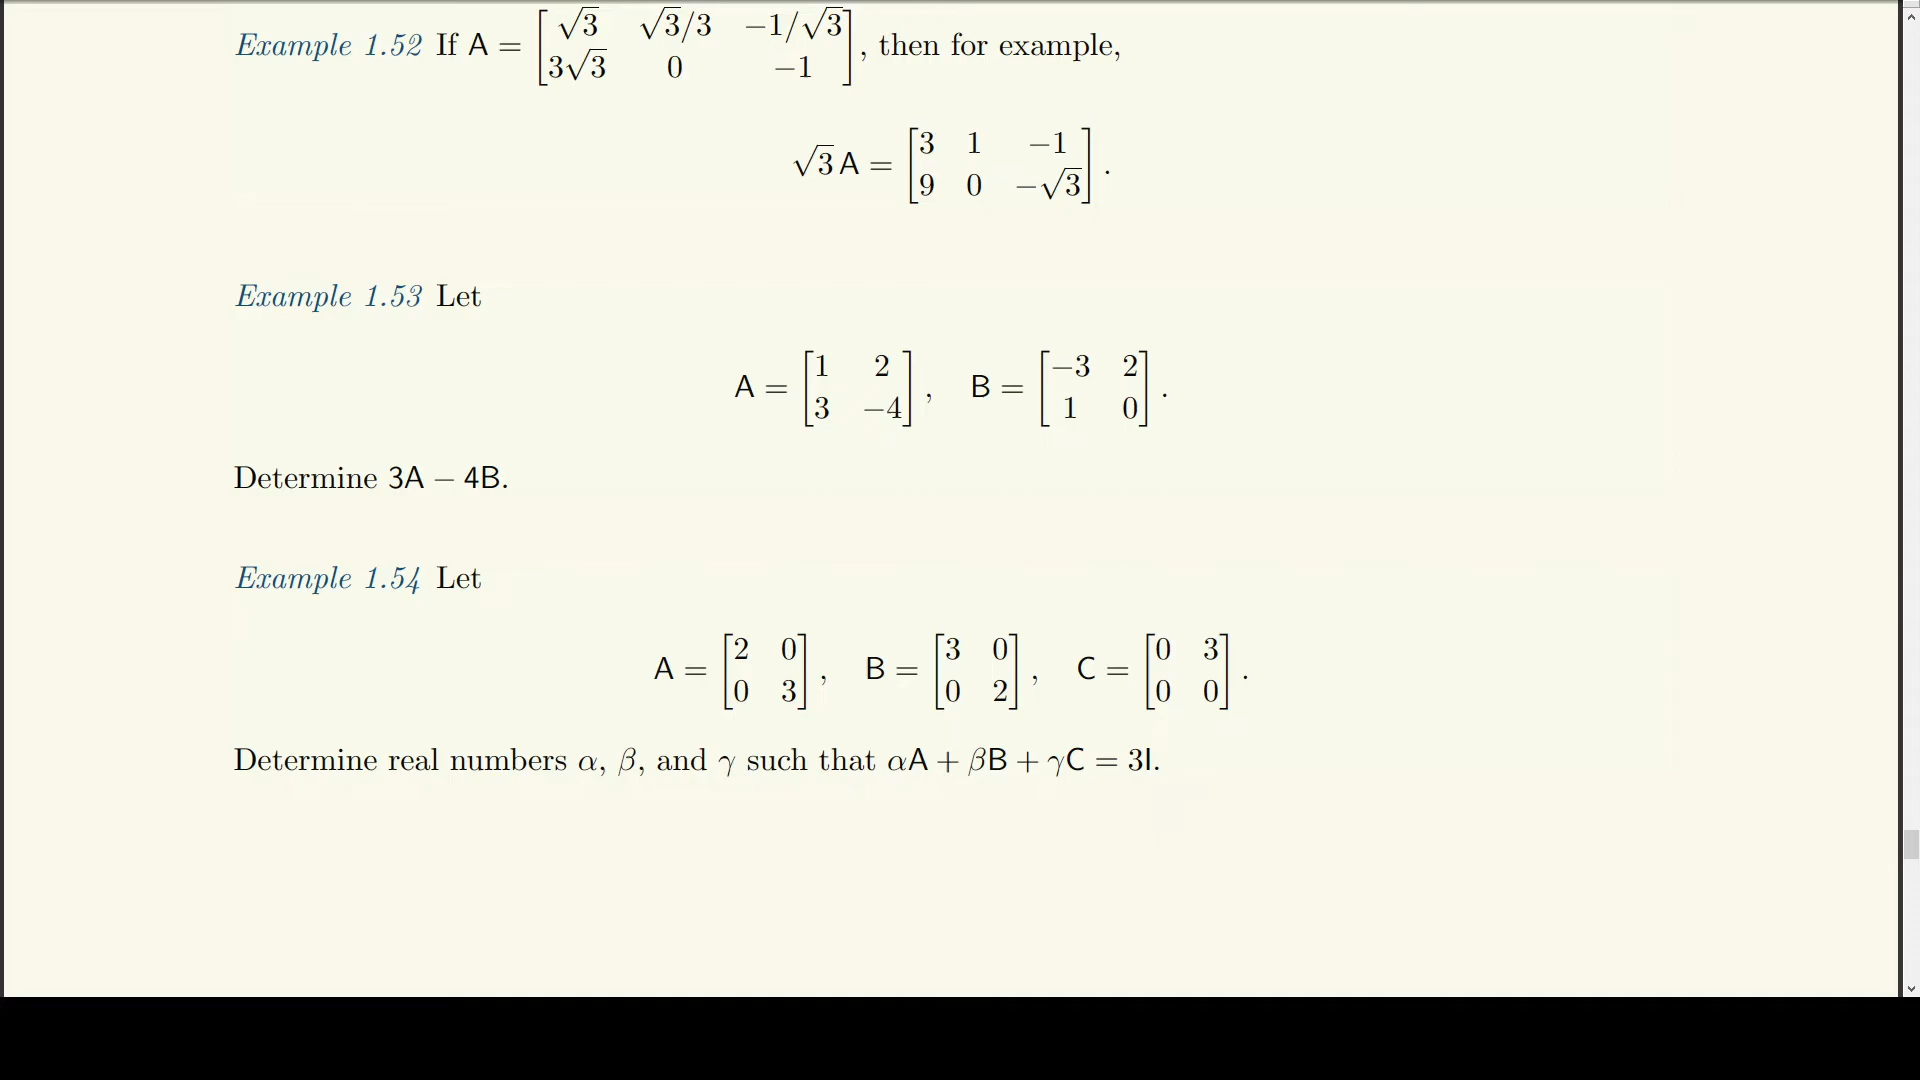 Example 1.52 If A = [√3 √3/3 −1/√3; 3√3 0 −1], then for example,
√3 A = [3 1 −1; 9 0 −√3].
Example 1.53 Let
A = [1 2; 3 −4], B = [−3 2; 1 0].
Determine 3A − 4B.
Example 1.54 Let
A = [2 0; 0 3], B = [3 0; 0 2], C = [0 3; 0 0].
Determine real numbers α, β, and γ such that αA + βB + γC = 3I.